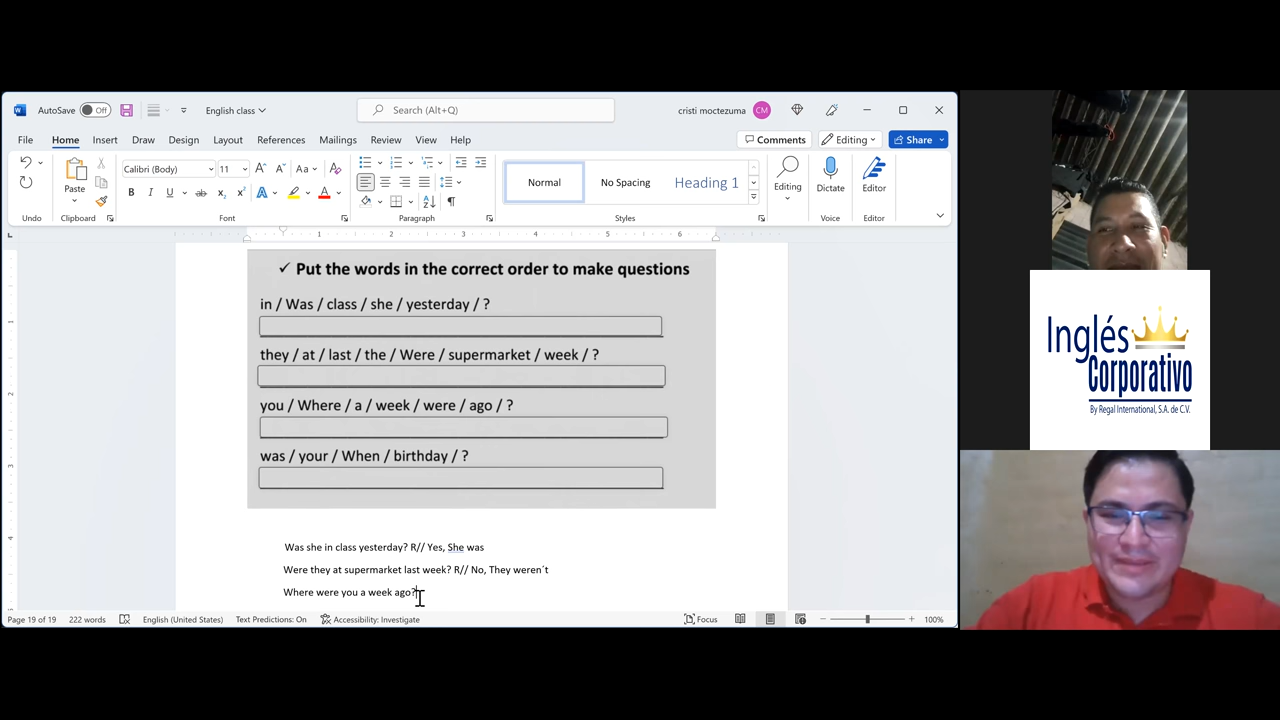 AutoSave Off English class Search (Alt+Q) cristi moctezuma CM
File Home Insert Draw Design Layout References Mailings Review View Help Comments Editing Share
Calibri (Body) 11 Normal No Spacing Heading 1
Paste Editing Dictate Editor
Undo Clipboard Font Paragraph Styles Voice Editor
✓ Put the words in the correct order to make questions
in / Was / class / she / yesterday / ?
they / at / last / the / Were / supermarket / week / ?
you / Where / a / week / were / ago / ?
was / your / When / birthday / ?
Was she in class yesterday? R// Yes, She was
Were they at supermarket last week? R// No, They weren´t
Where were you a week ago?
Page 19 of 19 222 words English (United States) Text Predictions: On Accessibility: Investigate Focus 100%
Inglés
Corporativo
By Regal International, S.A. de C.V.